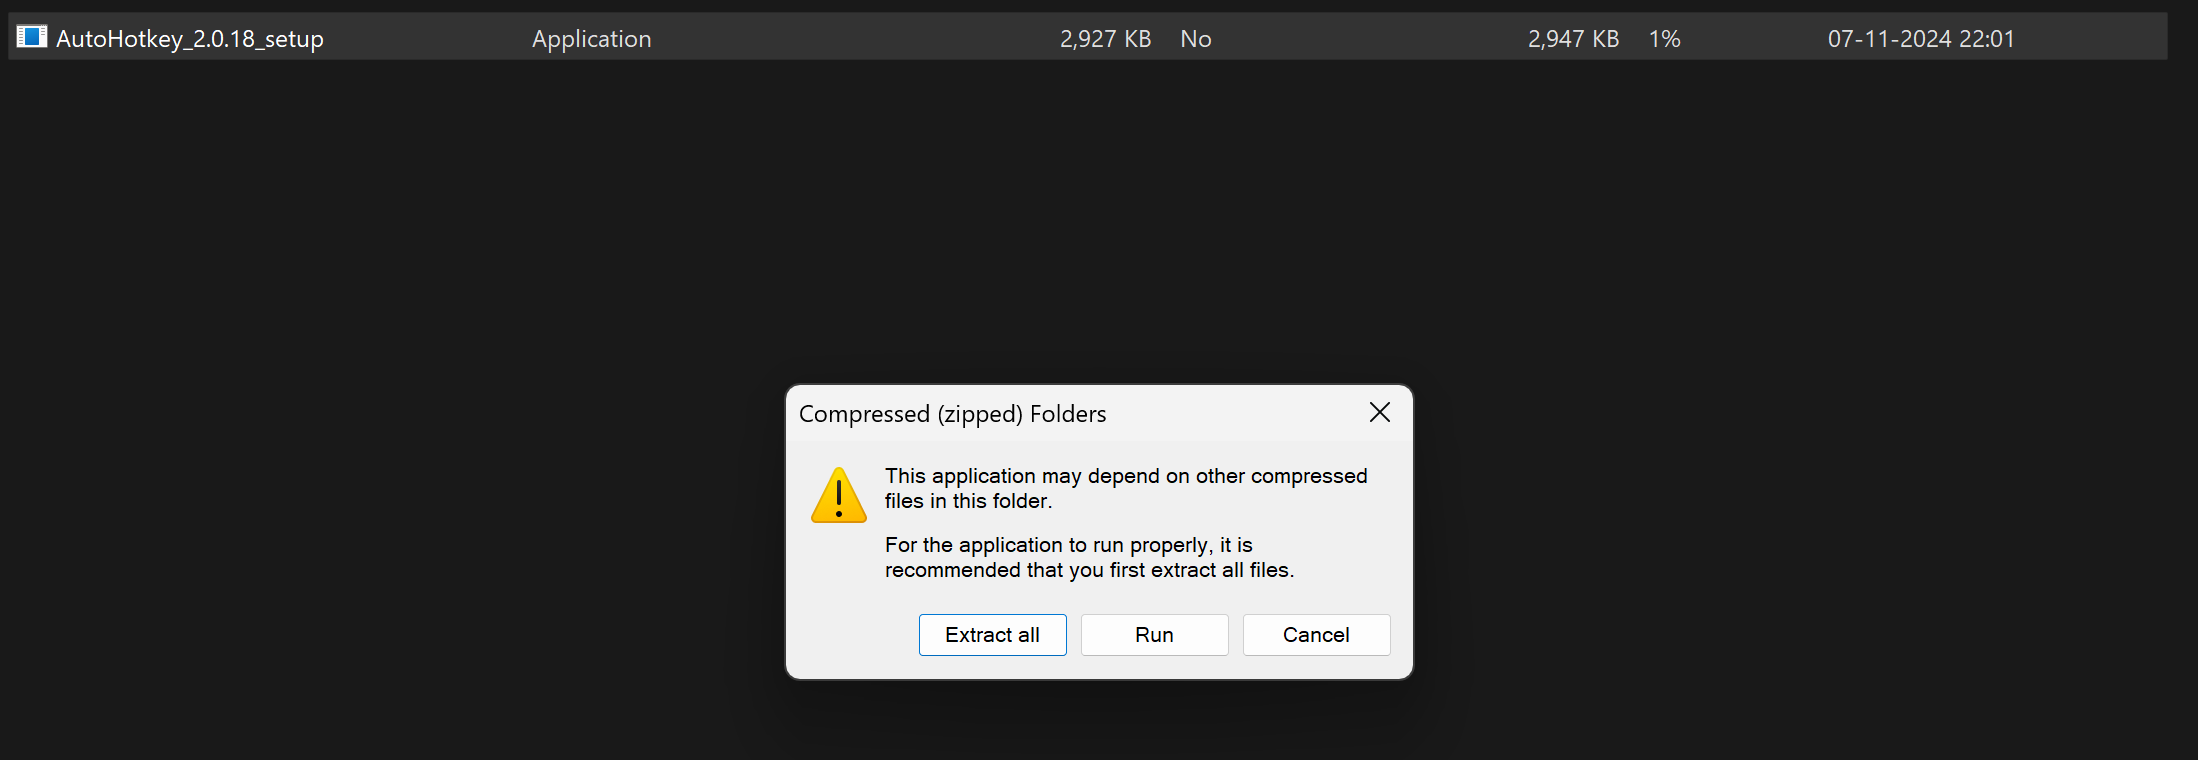 AutoHotkey_2.0.18_setup Application 2,927 KB No 2,947 KB 1% 07-11-2024 22:01
Compressed (zipped) Folders
This application may depend on other compressed
files in this folder.
For the application to run properly, it is
recommended that you first extract all files.
Extract all Run Cancel